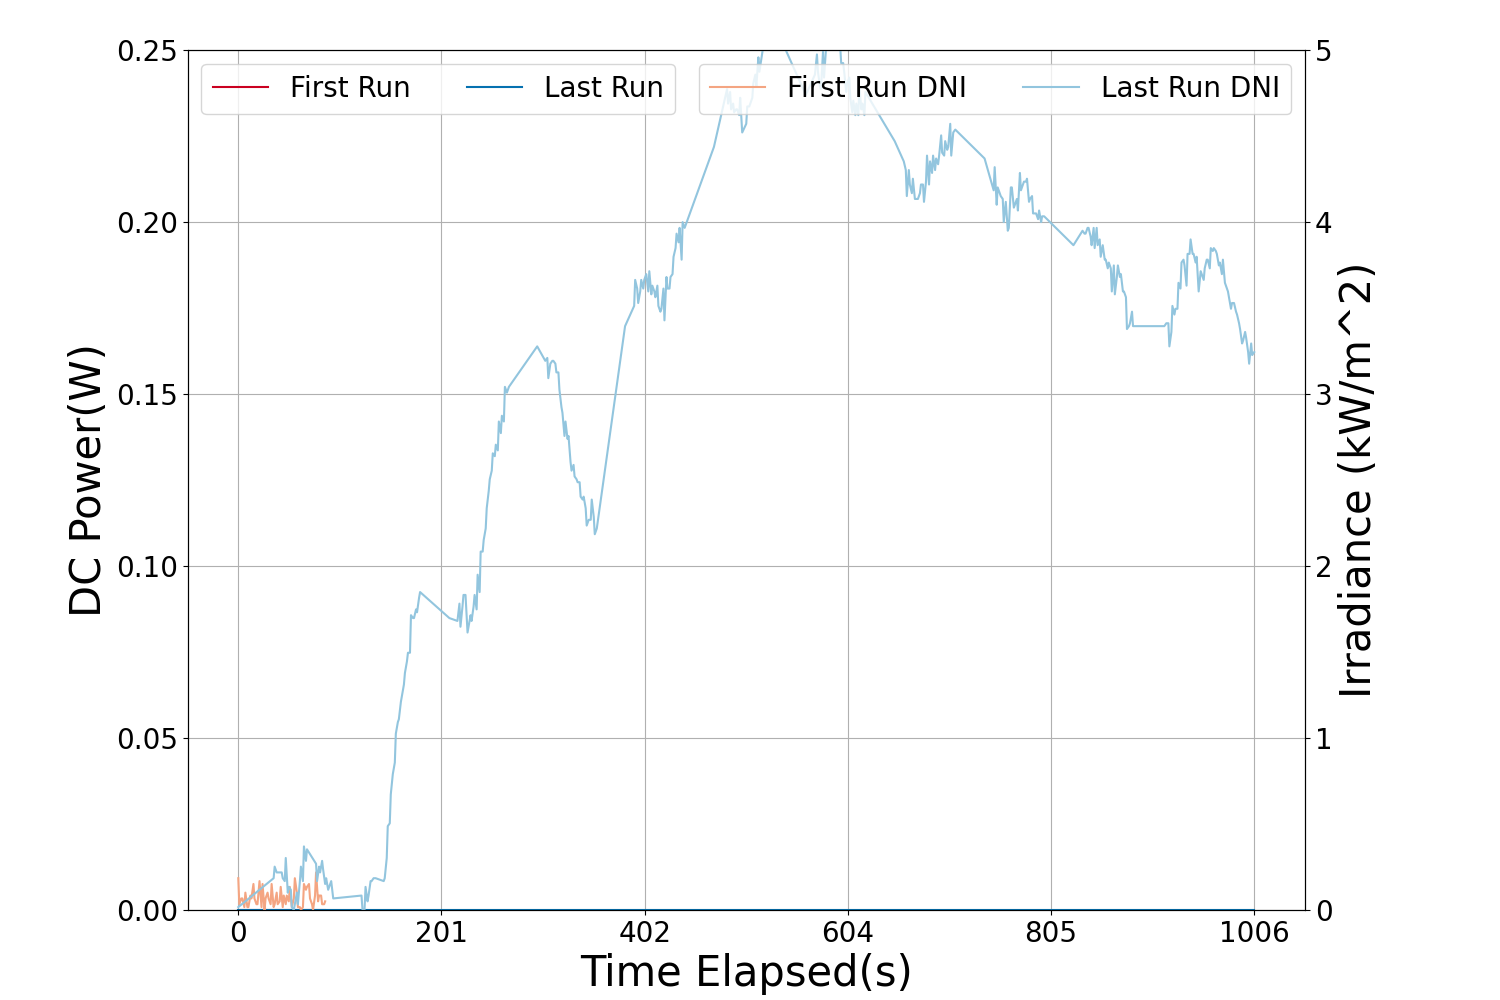 First Run
Last Run
First Run DNI
Last Run DNI
DC Power(W)
0.25
0.20
0.15
0.10
0.05
0.00
5
4
3
2
1
0
Irradiance (kW/m^2)
0
201
402
604
805
1006
Time Elapsed(s)